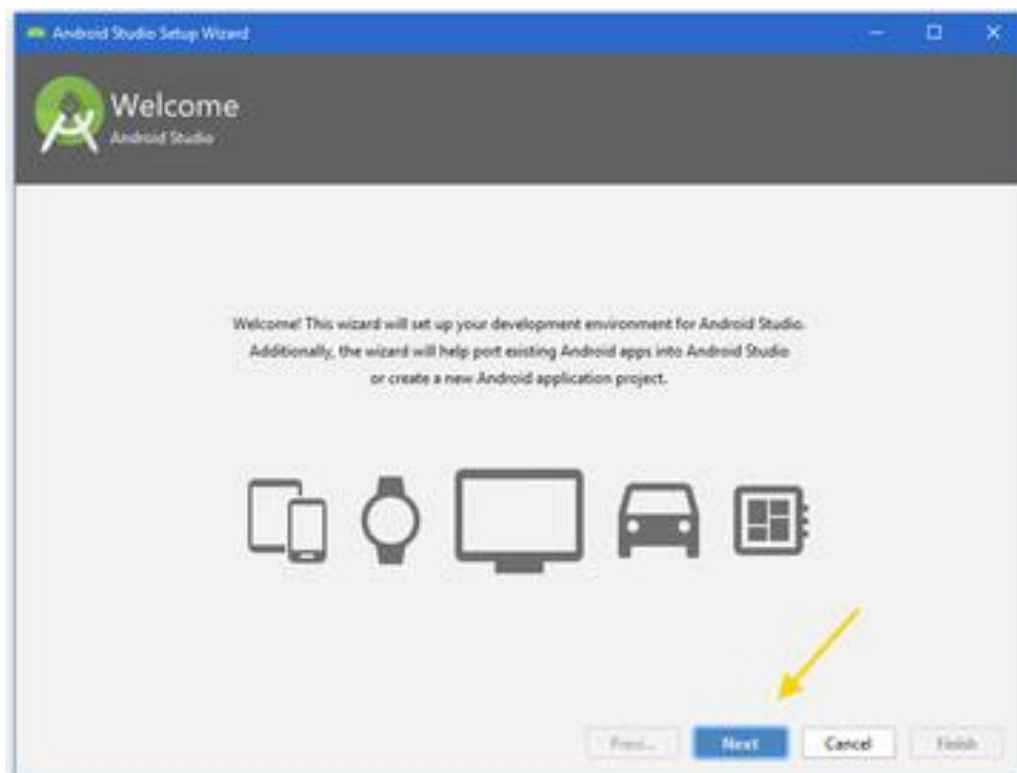 Android Studio Setup Wizard
Welcome
Android Studio
Welcome! This wizard will set up your development environment for Android Studio.
Additionally, the wizard will help port existing Android apps into Android Studio
or create a new Android application project.
Next
Cancel
Finish